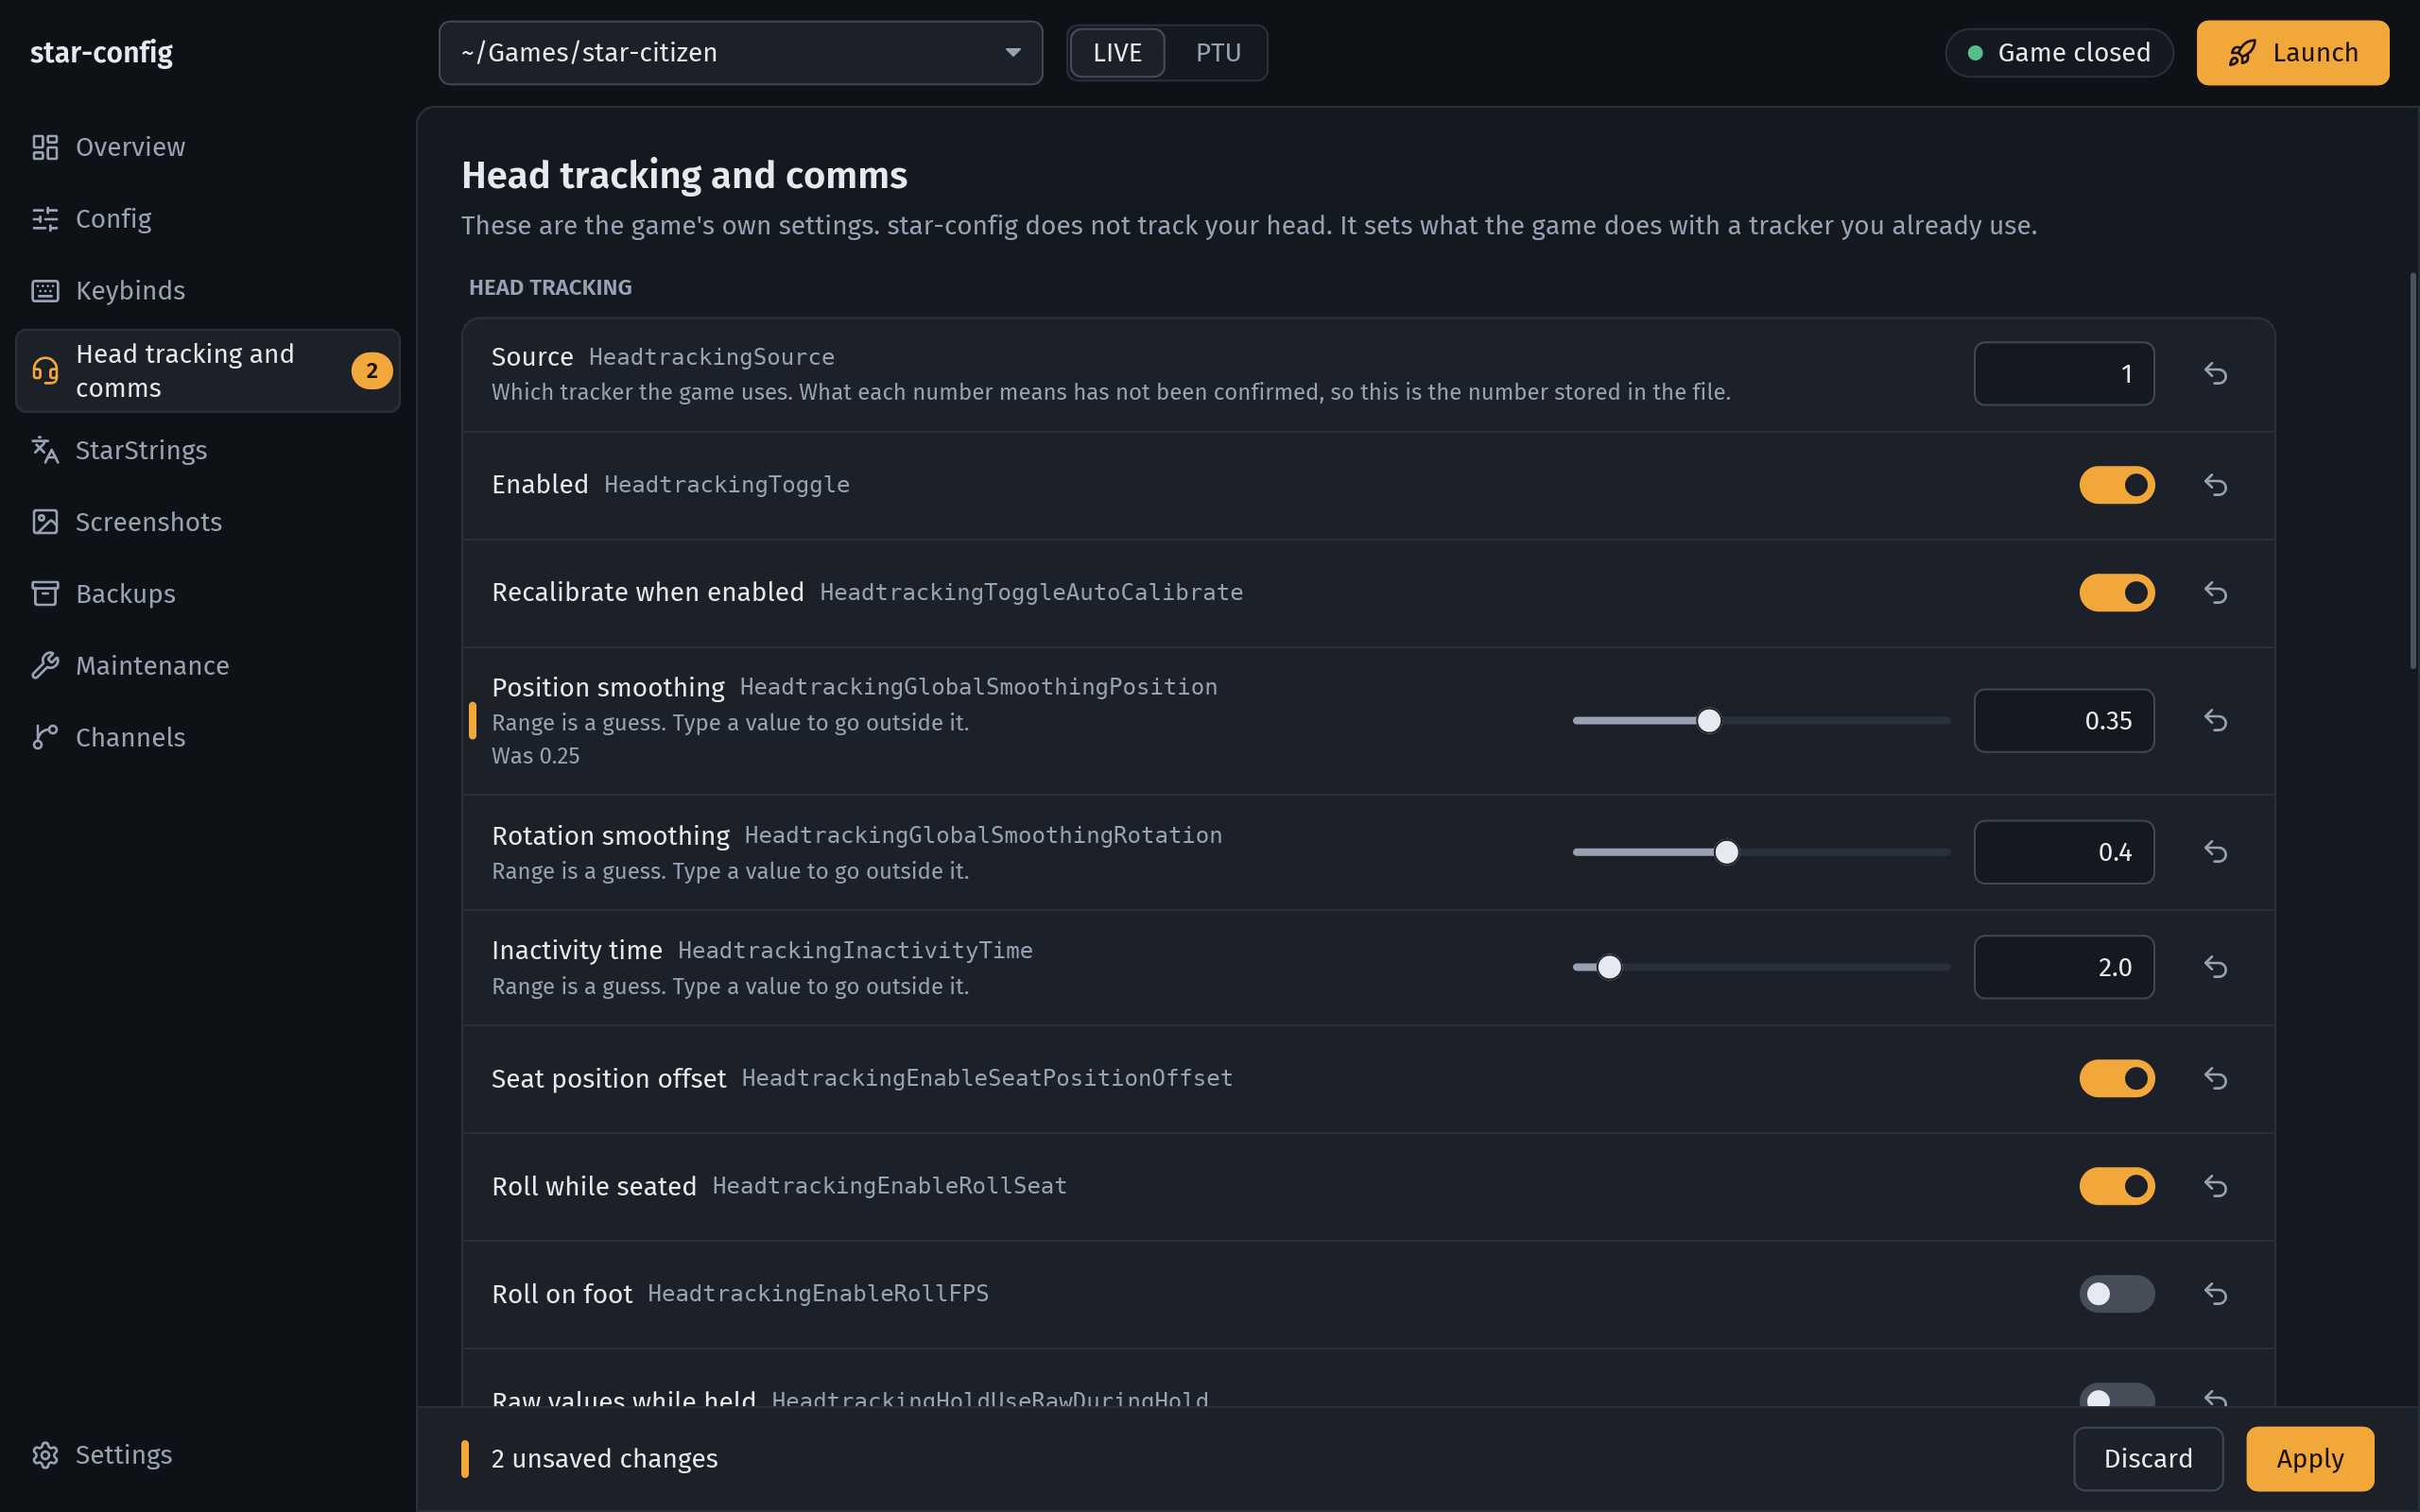 star-config
~/Games/star-citizen
LIVE
PTU
Game closed
Launch
Overview
Config
Keybinds
Head tracking and
comms
2
StarStrings
Screenshots
Backups
Maintenance
Channels
Settings
Head tracking and comms
These are the game's own settings. star-config does not track your head. It sets what the game does with a tracker you already use.
HEAD TRACKING
Source HeadtrackingSource
Which tracker the game uses. What each number means has not been confirmed, so this is the number stored in the file.
1
Enabled HeadtrackingToggle
Recalibrate when enabled HeadtrackingToggleAutoCalibrate
Position smoothing HeadtrackingGlobalSmoothingPosition
Range is a guess. Type a value to go outside it.
Was 0.25
0.35
Rotation smoothing HeadtrackingGlobalSmoothingRotation
Range is a guess. Type a value to go outside it.
0.4
Inactivity time HeadtrackingInactivityTime
Range is a guess. Type a value to go outside it.
2.0
Seat position offset HeadtrackingEnableSeatPositionOffset
Roll while seated HeadtrackingEnableRollSeat
Roll on foot HeadtrackingEnableRollFPS
Raw values while held HeadtrackingHoldUseRawDuringHold
2 unsaved changes
Discard
Apply